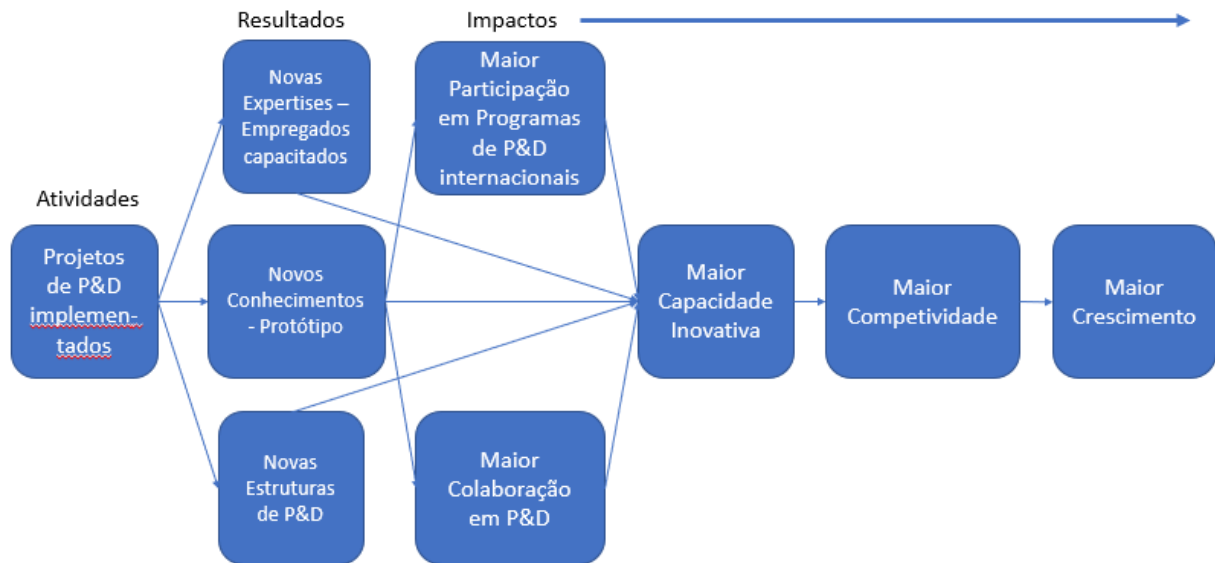 Resultados
Impactos
Novas
Expertises –
Empregados
capacitados
Maior
Participação
em Programas
de P&D
internacionais
Atividades
Projetos
de P&D
implemen-
tados
Novos
Conhecimentos
- Protótipo
Maior
Capacidade
Inovativa
Maior
Competividade
Maior
Crescimento
Novas
Estruturas
de P&D
Maior
Colaboração
em P&D